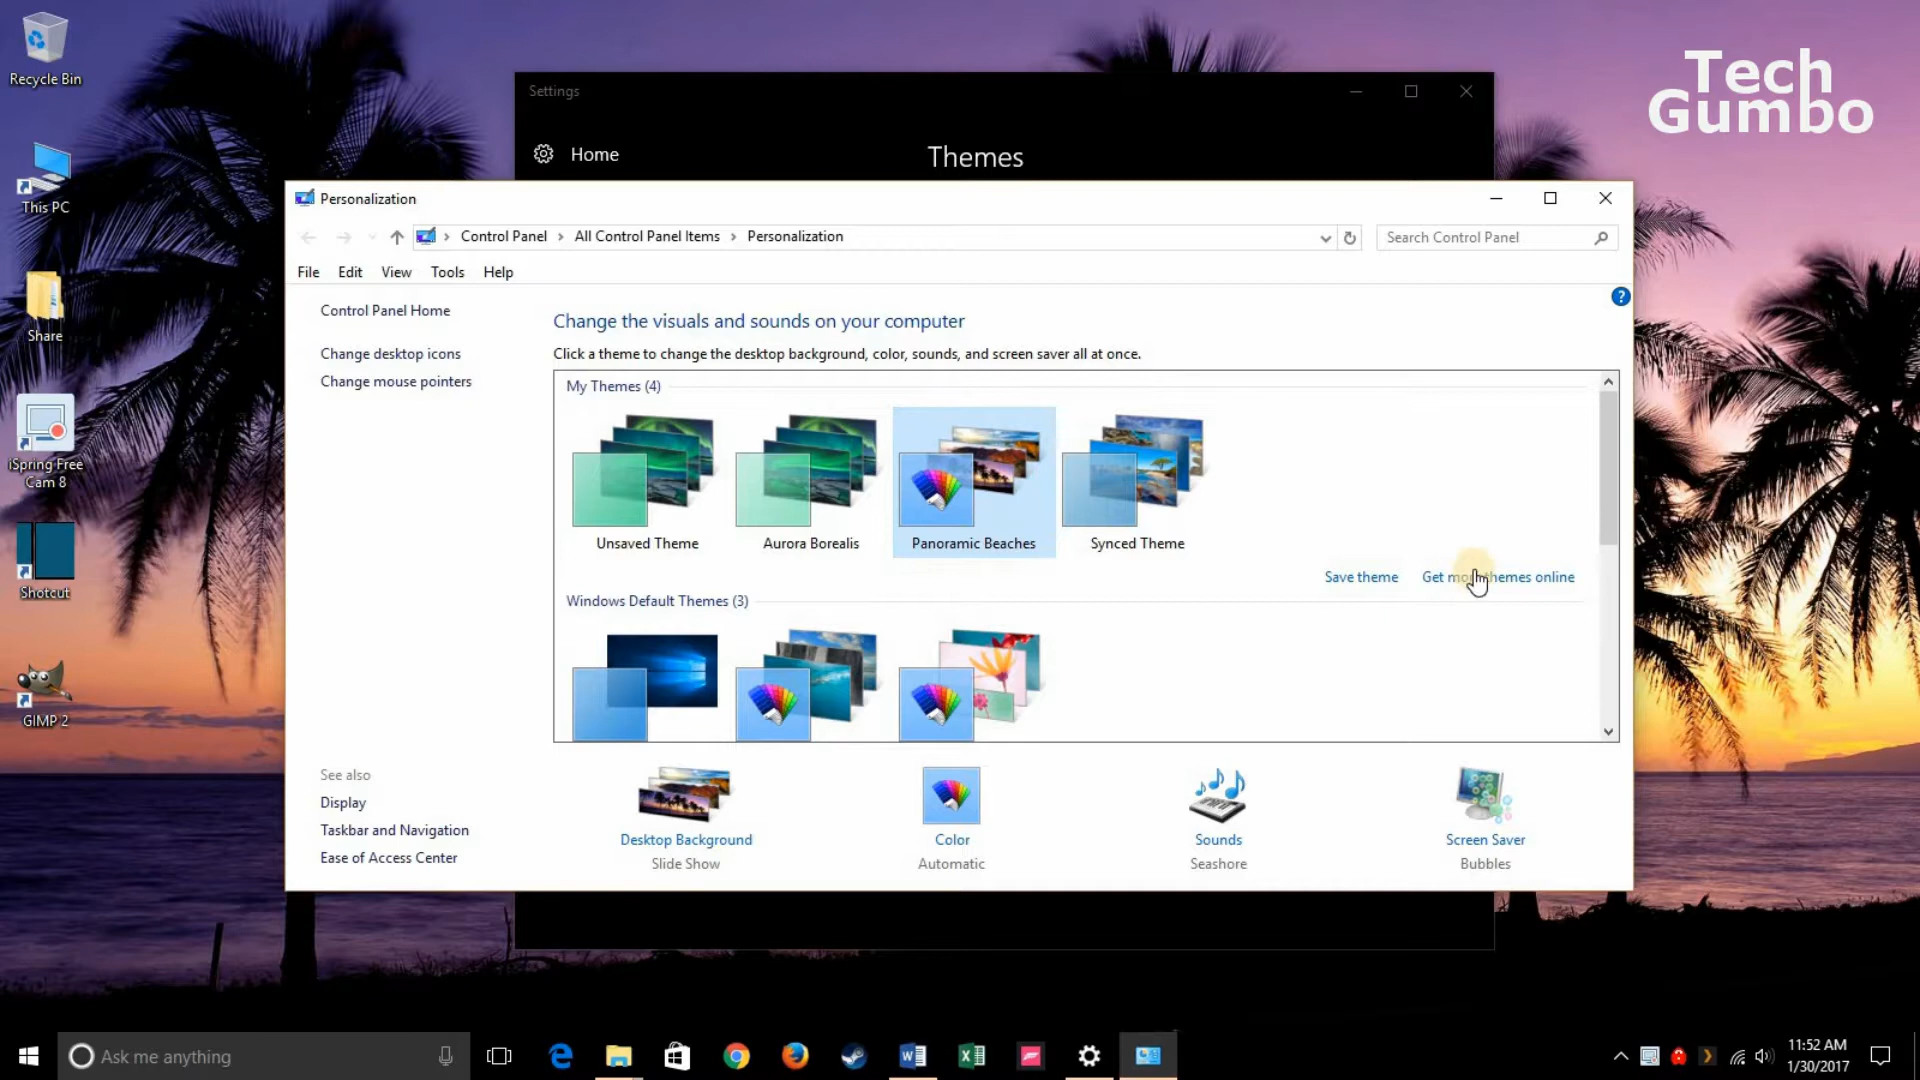 Recycle Bin
This PC
Share
iSpring Free
Cam 8
Shotcut
GIMP 2
Tech
Gumbo
Settings
Home
Themes
Personalization
Control Panel
All Control Panel Items
Personalization
Search Control Panel
File
Edit
View
Tools
Help
?
Control Panel Home
Change desktop icons
Change mouse pointers
Change the visuals and sounds on your computer
Click a theme to change the desktop background, color, sounds, and screen saver all at once.
My Themes (4)
Unsaved Theme
Aurora Borealis
Panoramic Beaches
Synced Theme
Save theme
Get more themes online
Windows Default Themes (3)
See also
Display
Taskbar and Navigation
Ease of Access Center
Desktop Background
Slide Show
Color
Automatic
Sounds
Seashore
Screen Saver
Bubbles
Ask me anything
11:52 AM
1/30/2017